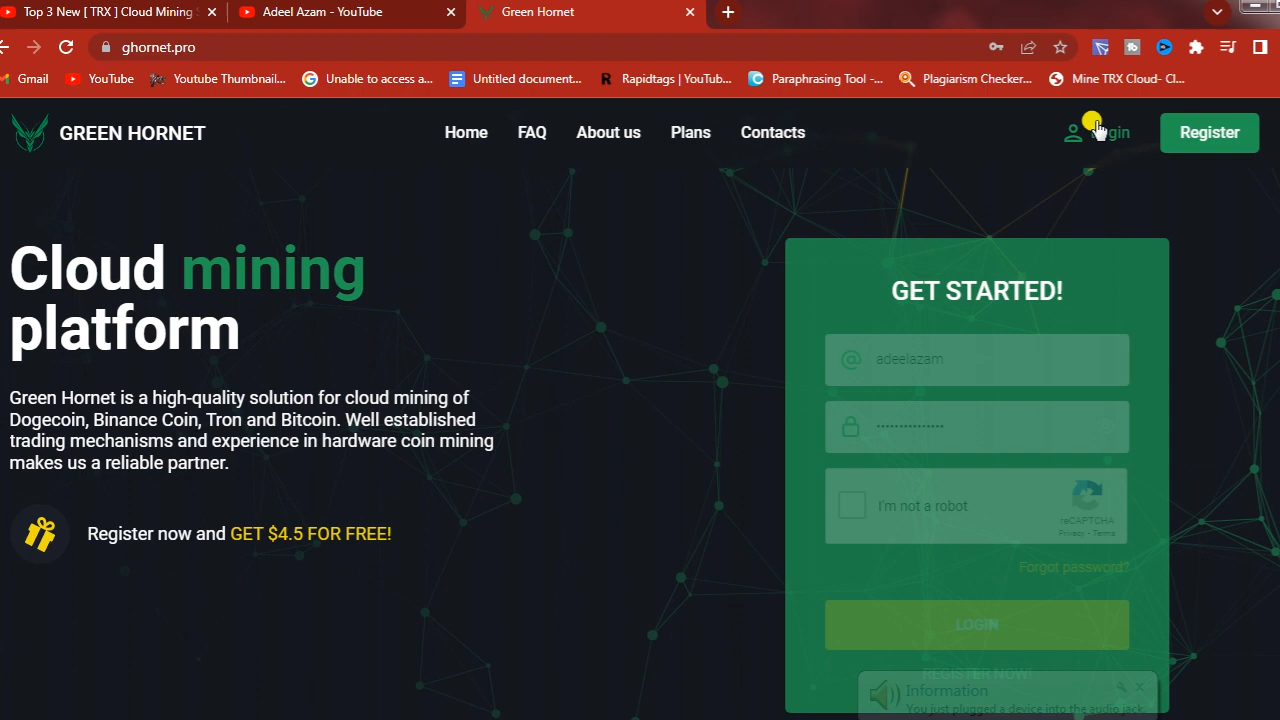 Top 3 New [ TRX ] Cloud Mining
Adeel Azam - YouTube
Green Hornet
ghornet.pro
Gmail
YouTube
Youtube Thumbnail...
Unable to access a...
Untitled document...
Rapidtags | YouTub...
Paraphrasing Tool -...
Plagiarism Checker...
Mine TRX Cloud- Cl...
GREEN HORNET
Home
FAQ
About us
Plans
Contacts
Login
Register
Cloud mining
platform
Green Hornet is a high-quality solution for cloud mining of
Dogecoin, Binance Coin, Tron and Bitcoin. Well established
trading mechanisms and experience in hardware coin mining
makes us a reliable partner.
Register now and GET $4.5 FOR FREE!
GET STARTED!
adeelazam
I'm not a robot
reCAPTCHA
Privacy - Terms
Forgot password?
LOGIN
REGISTER NOW!
Information
You just plugged a device into the audio jack.